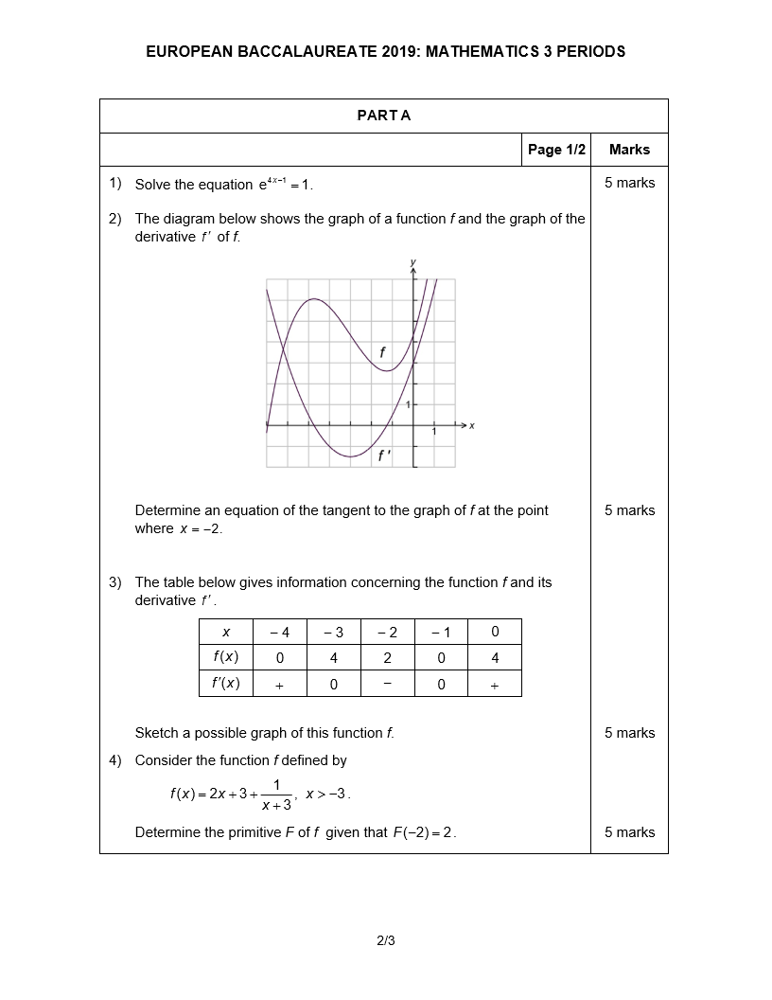 EUROPEAN BACCALAUREATE 2019: MATHEMATICS 3 PERIODS
PART A
Page 1/2 Marks
1) Solve the equation e^{4x−1} = 1. 5 marks
2) The diagram below shows the graph of a function f and the graph of the
derivative f′ of f.
y
f
1
x
1
f '
Determine an equation of the tangent to the graph of f at the point 5 marks
where x = −2.
3) The table below gives information concerning the function f and its
derivative f′.
x − 4 − 3 − 2 − 1 0
f(x) 0 4 2 0 4
f′(x) + 0 − 0 +
Sketch a possible graph of this function f. 5 marks
4) Consider the function f defined by
f(x) = 2x + 3 + 1/(x + 3), x > −3.
Determine the primitive F of f given that F(−2) = 2. 5 marks
2/3